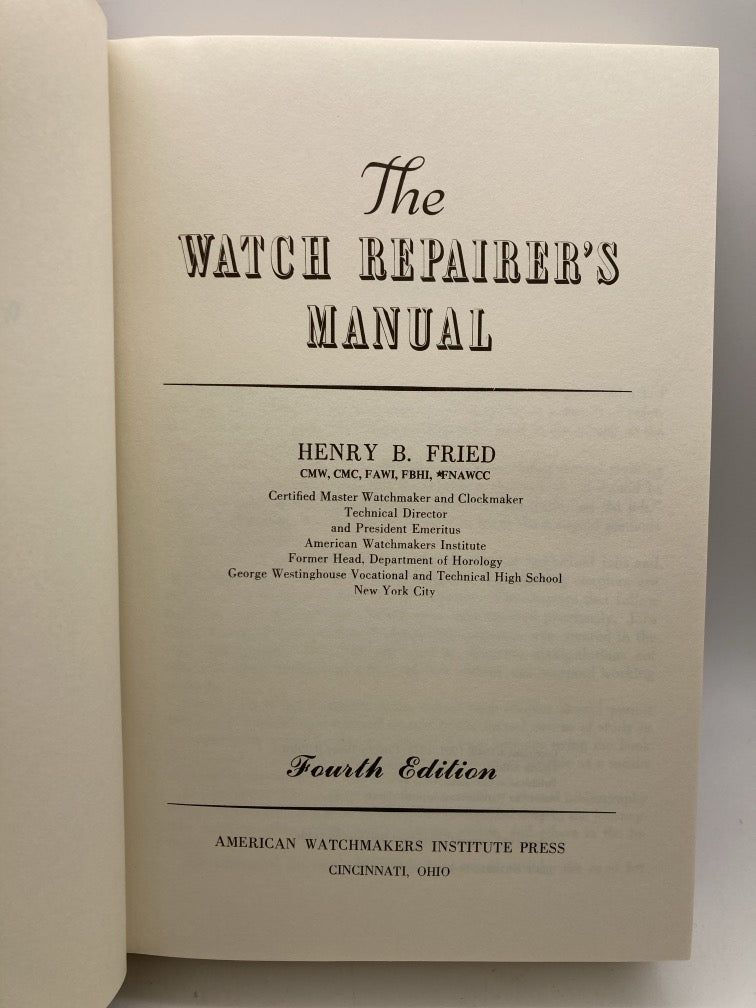 The
WATCH REPAIRER'S
MANUAL
HENRY B. FRIED
CMW, CMC, FAWI, FBHI, *FNAWCC
Certified Master Watchmaker and Clockmaker
Technical Director
and President Emeritus
American Watchmakers Institute
Former Head, Department of Horology
George Westinghouse Vocational and Technical High School
New York City
Fourth Edition
AMERICAN WATCHMAKERS INSTITUTE PRESS
CINCINNATI, OHIO